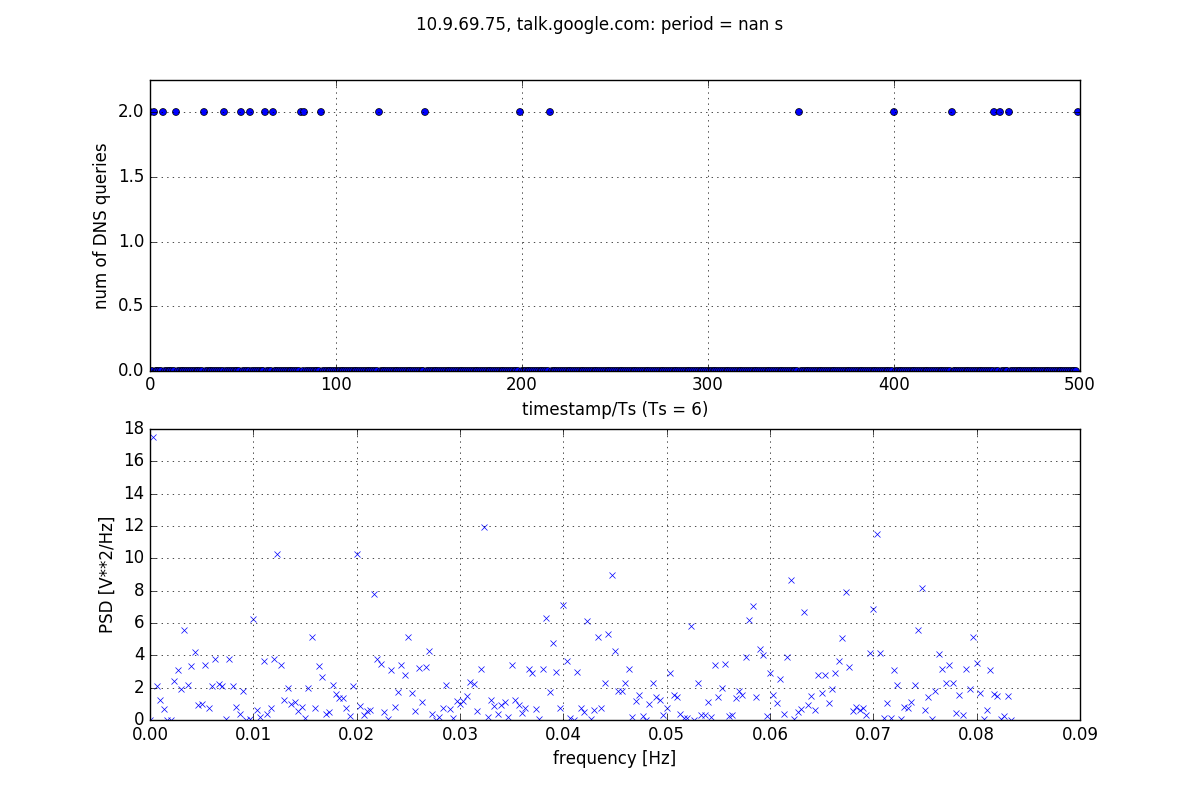 10.9.69.75, talk.google.com: period = nan s
num of DNS queries
2.0
1.5
1.0
0.5
0.0
0 100 200 300 400 500
timestamp/Ts (Ts = 6)
PSD [V**2/Hz]
18
16
14
12
10
8
6
4
2
0
0.00 0.01 0.02 0.03 0.04 0.05 0.06 0.07 0.08 0.09
frequency [Hz]